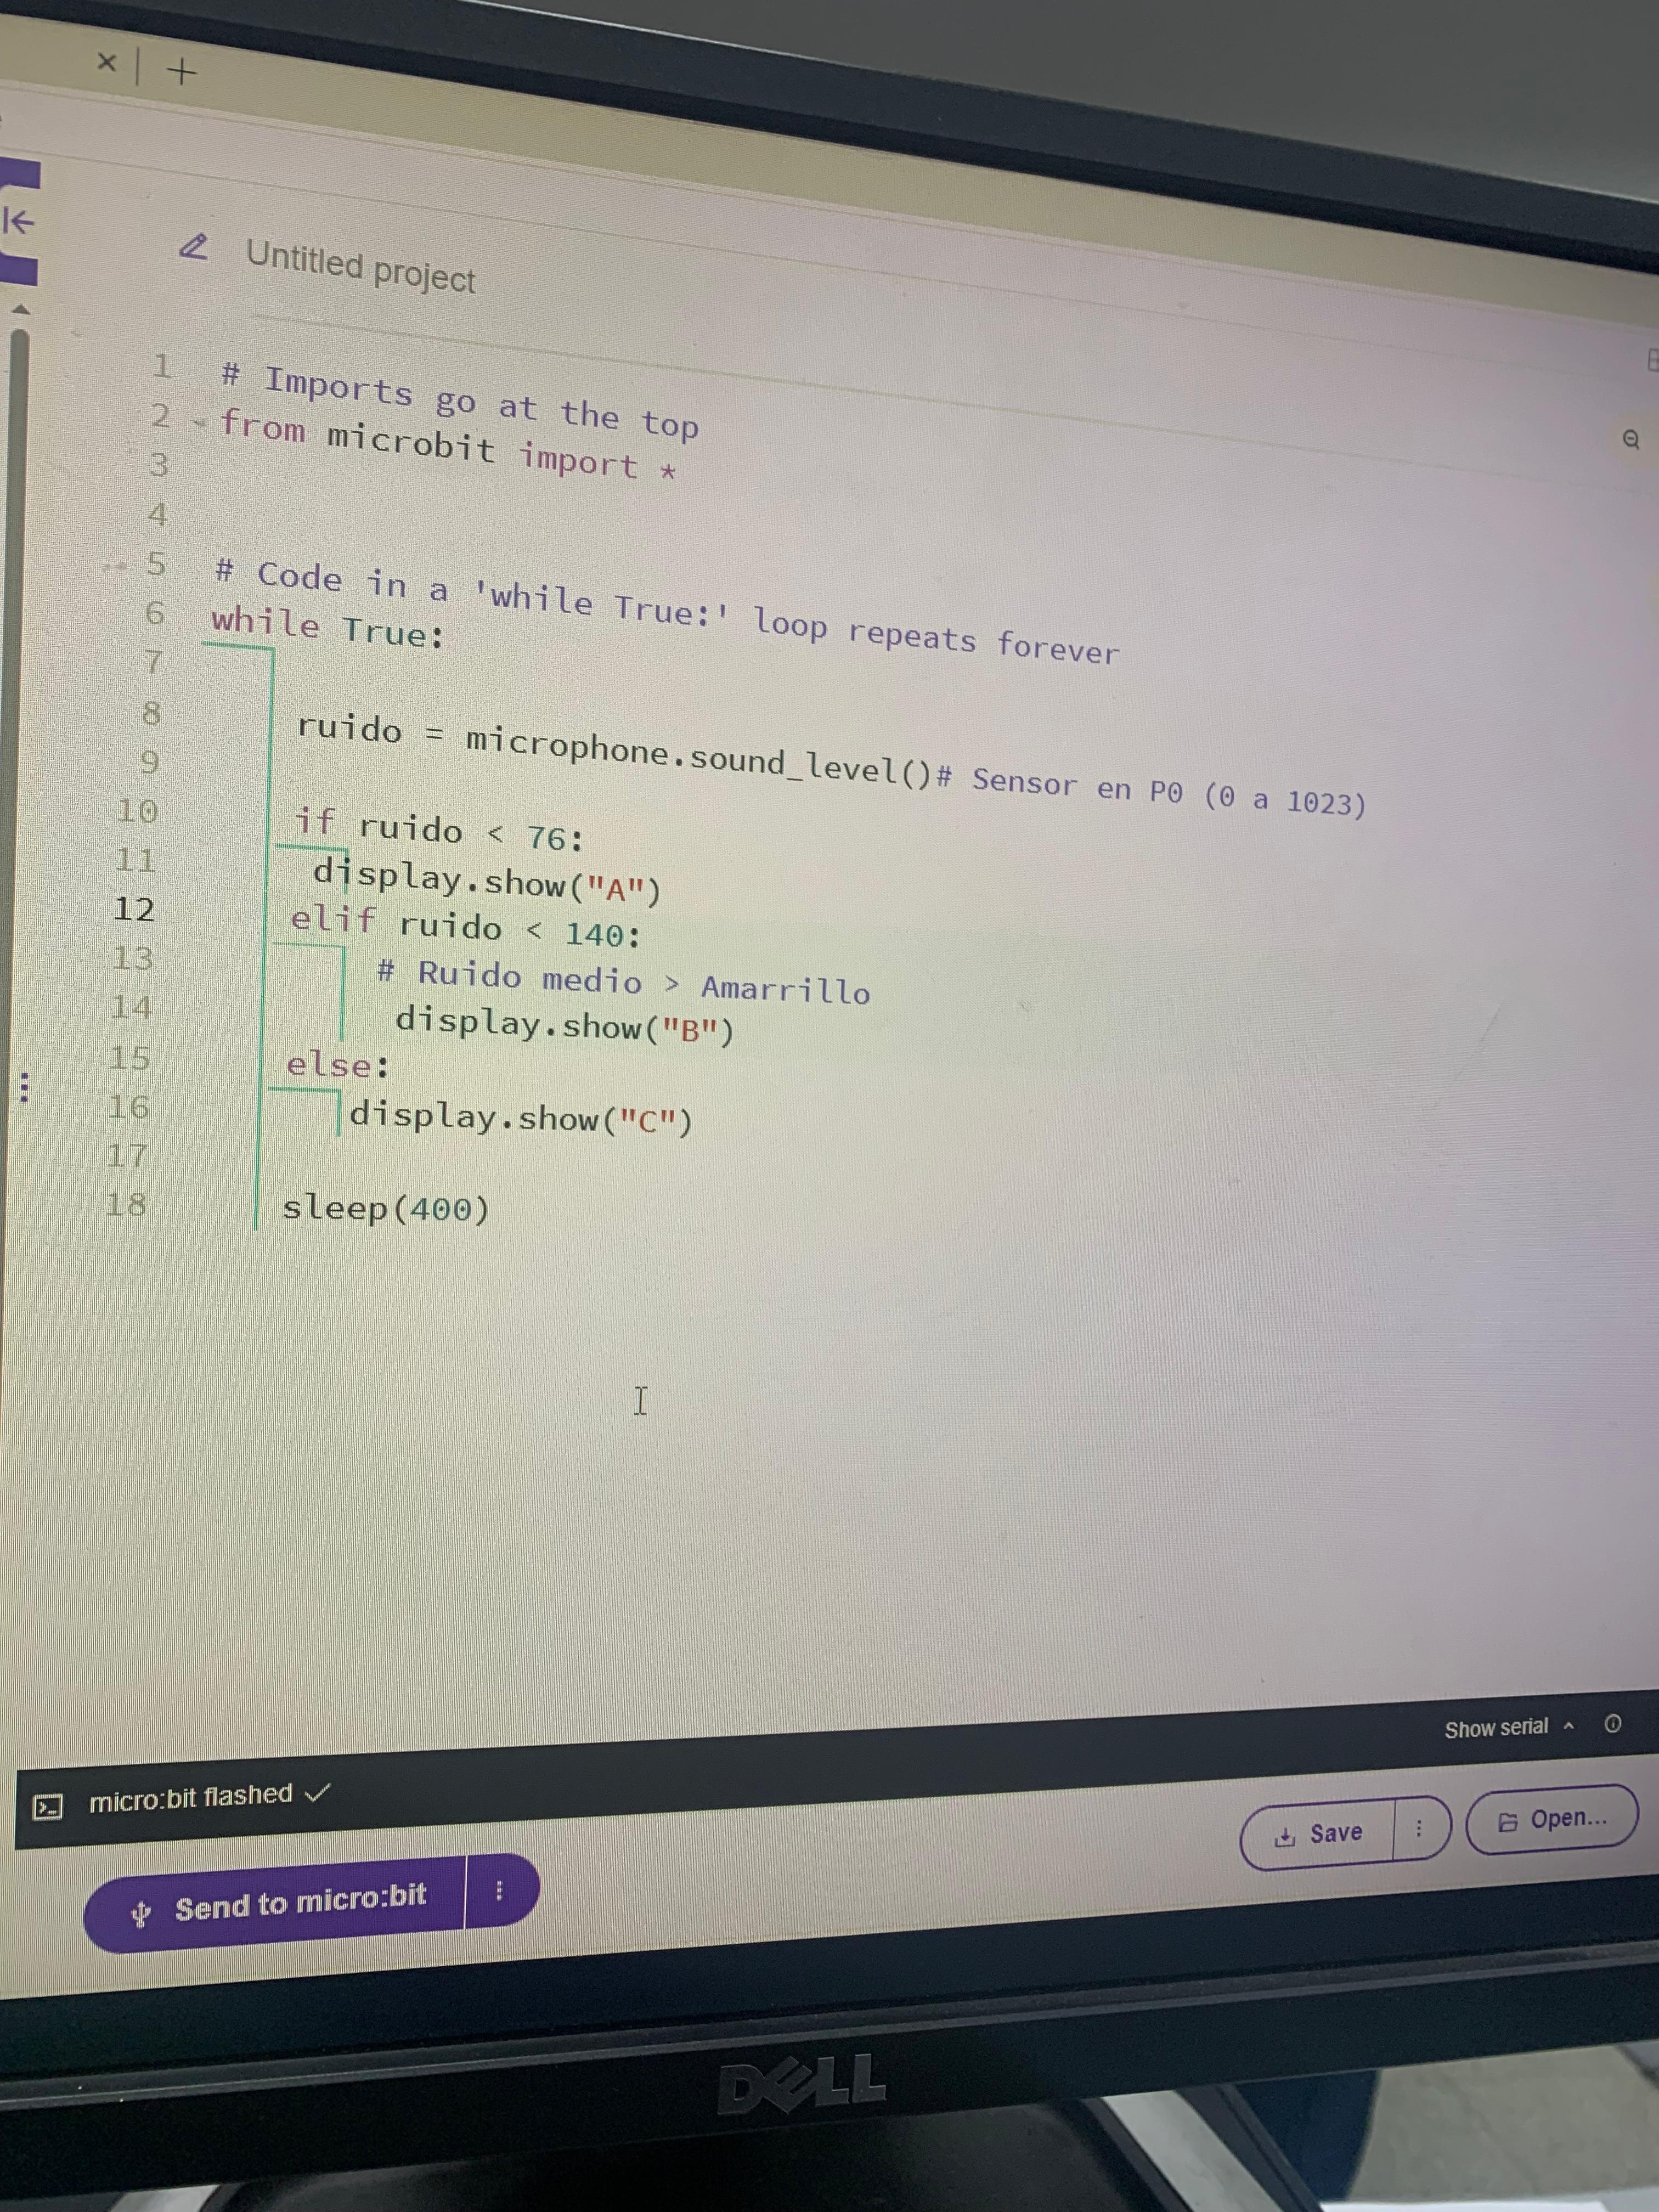 Untitled project
1 # Imports go at the top
2 from microbit import *
3
4
5 # Code in a 'while True:' loop repeats forever
6 while True:
7
8 ruido = microphone.sound_level()# Sensor en P0 (0 a 1023)
9
10 if ruido < 76:
11 display.show("A")
12 elif ruido < 140:
13 # Ruido medio > Amarrillo
14 display.show("B")
15 else:
16 display.show("C")
17
18 sleep(400)
Show serial
micro:bit flashed
Send to micro:bit
Save
Open...
DELL